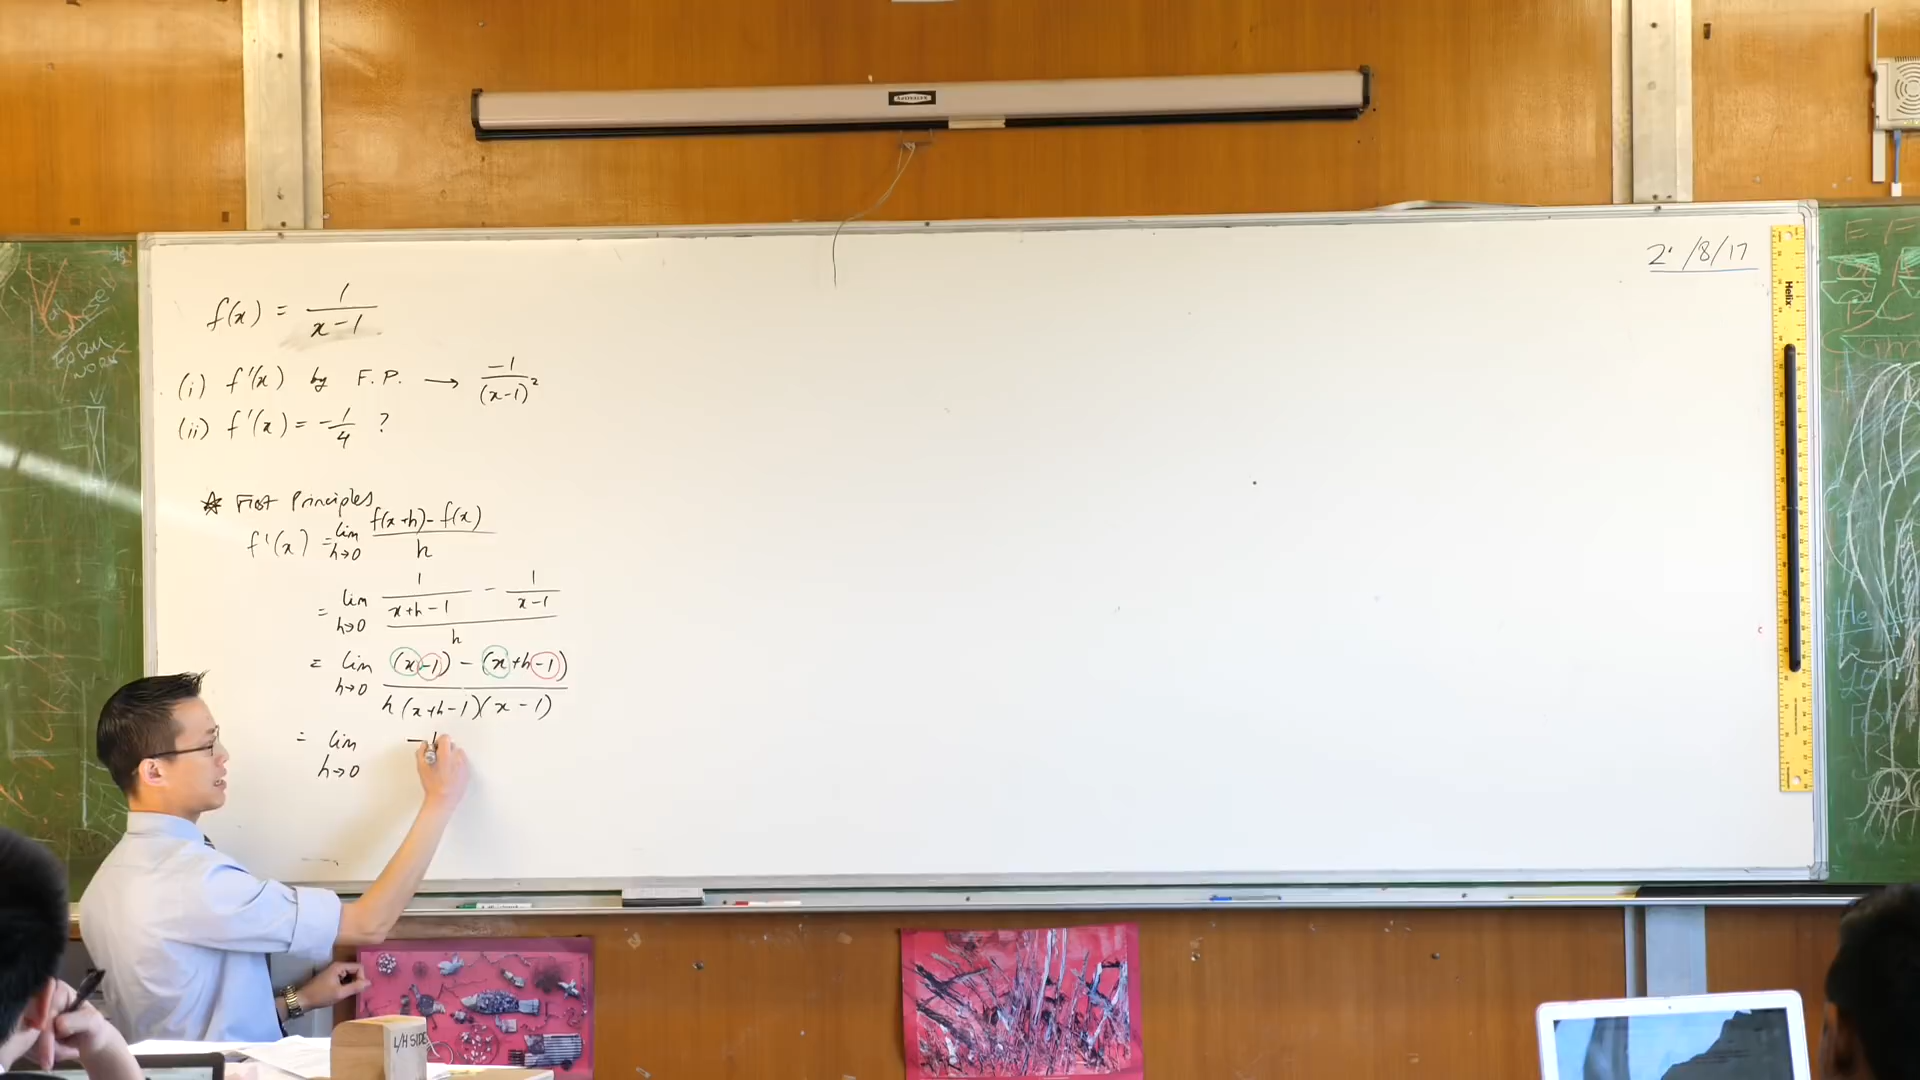 2 /8/17
f(x) = 1/(x-1)
(i) f'(x) by F.P. → -1/(x-1)²
(ii) f'(x) = -1/4 ?
☆ First Principles
f'(x) = lim h→0 (f(x+h) - f(x))/h
= lim h→0 (1/(x+h-1) - 1/(x-1))/h
= lim h→0 ((x-1) - (x+h-1))/(h(x+h-1)(x-1))
= lim h→0 -
Helix
FORM
L/H SIDE